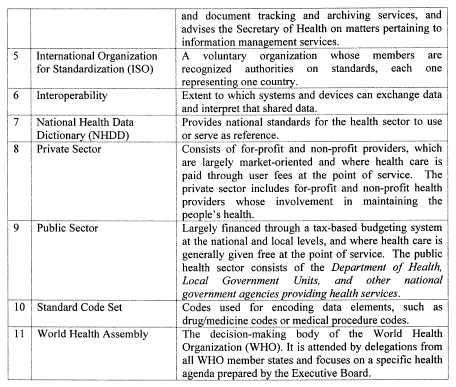 and document tracking and archiving services, and
advises the Secretary of Health on matters pertaining to
information management services.
5 International Organization for Standardization (ISO)
A voluntary organization whose members are
recognized authorities on standards, each one
representing one country.
6 Interoperability
Extent to which systems and devices can exchange data
and interpret that shared data.
7 National Health Data Dictionary (NHDD)
Provides national standards for the health sector to use
or serve as reference.
8 Private Sector
Consists of for-profit and non-profit providers, which
are largely market-oriented and where health care is
paid through user fees at the point of service. The
private sector includes for-profit and non-profit health
providers whose involvement in maintaining the
people's health.
9 Public Sector
Largely financed through a tax-based budgeting system
at the national and local levels, and where health care is
generally given free at the point of service. The public
health sector consists of the Department of Health,
Local Government Units, and other national
government agencies providing health services.
10 Standard Code Set
Codes used for encoding data elements, such as
drug/medicine codes or medical procedure codes.
11 World Health Assembly
The decision-making body of the World Health
Organization (WHO). It is attended by delegations from
all WHO member states and focuses on a specific health
agenda prepared by the Executive Board.